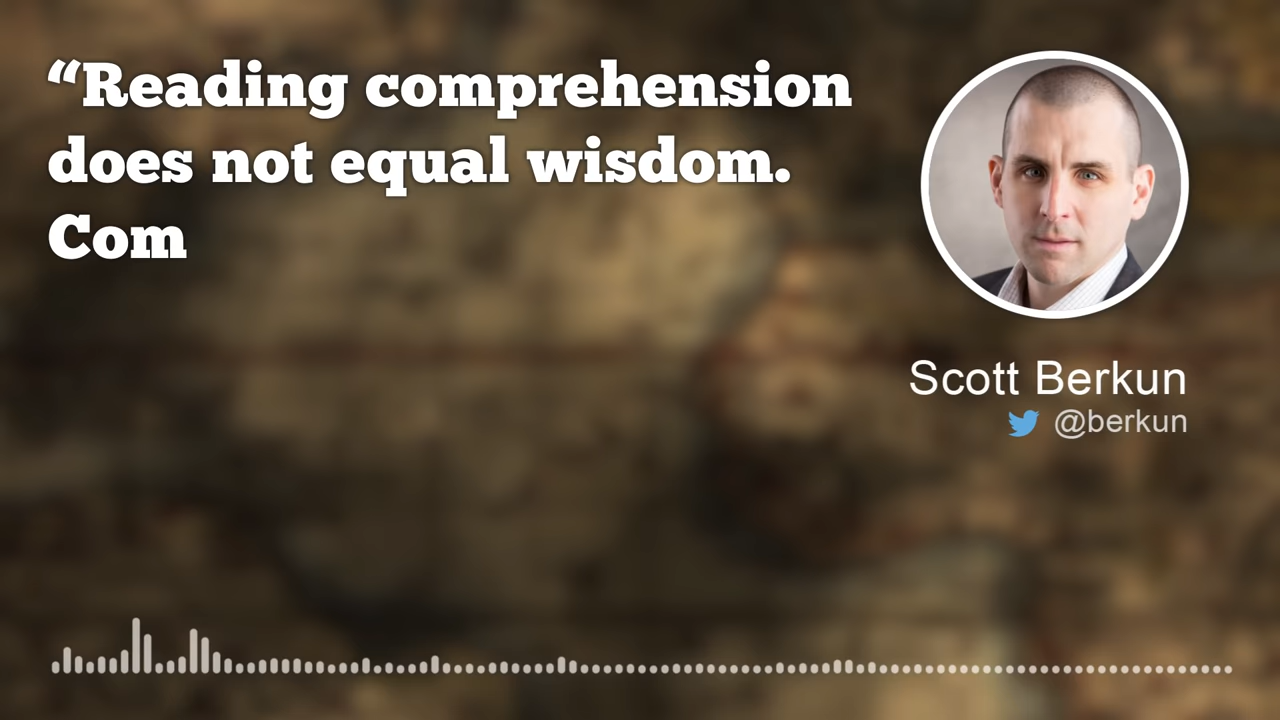 “Reading comprehension
does not equal wisdom.
Com
Scott Berkun
@berkun